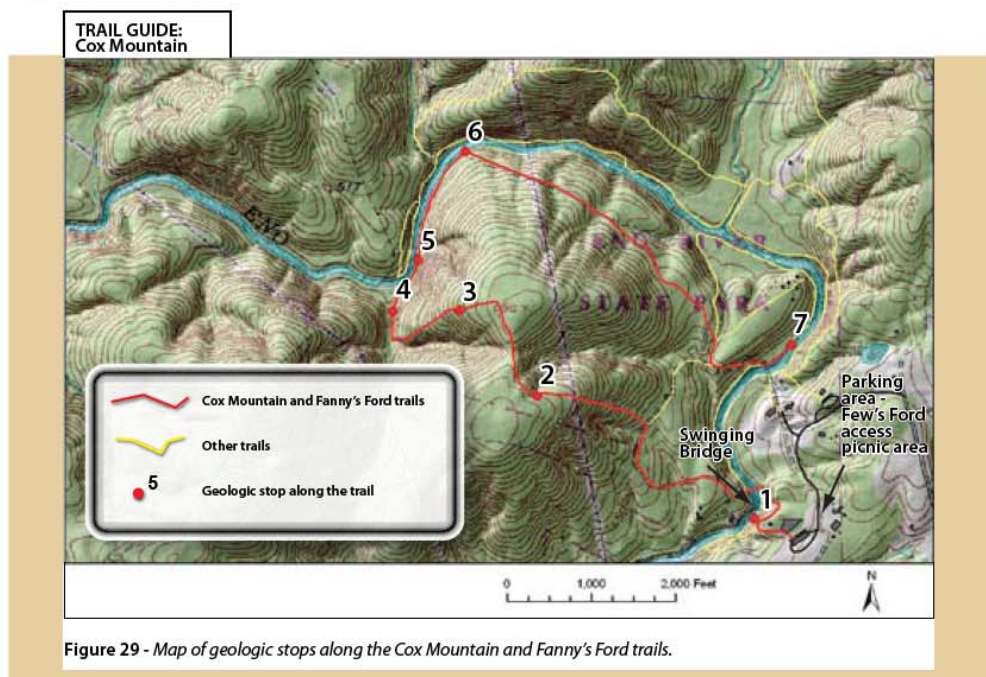 TRAIL GUIDE:
Cox Mountain
6
617
ENO
5
ENO RIVER
4
3
STATE PARK
7
2
Parking
area -
Few's Ford
access
picnic area
Cox Mountain and Fanny's Ford trails
Other trails
Swinging
Bridge
5
Geologic stop along the trail
1
0
1,000
2,000 Feet
N
Figure 29 - Map of geologic stops along the Cox Mountain and Fanny's Ford trails.